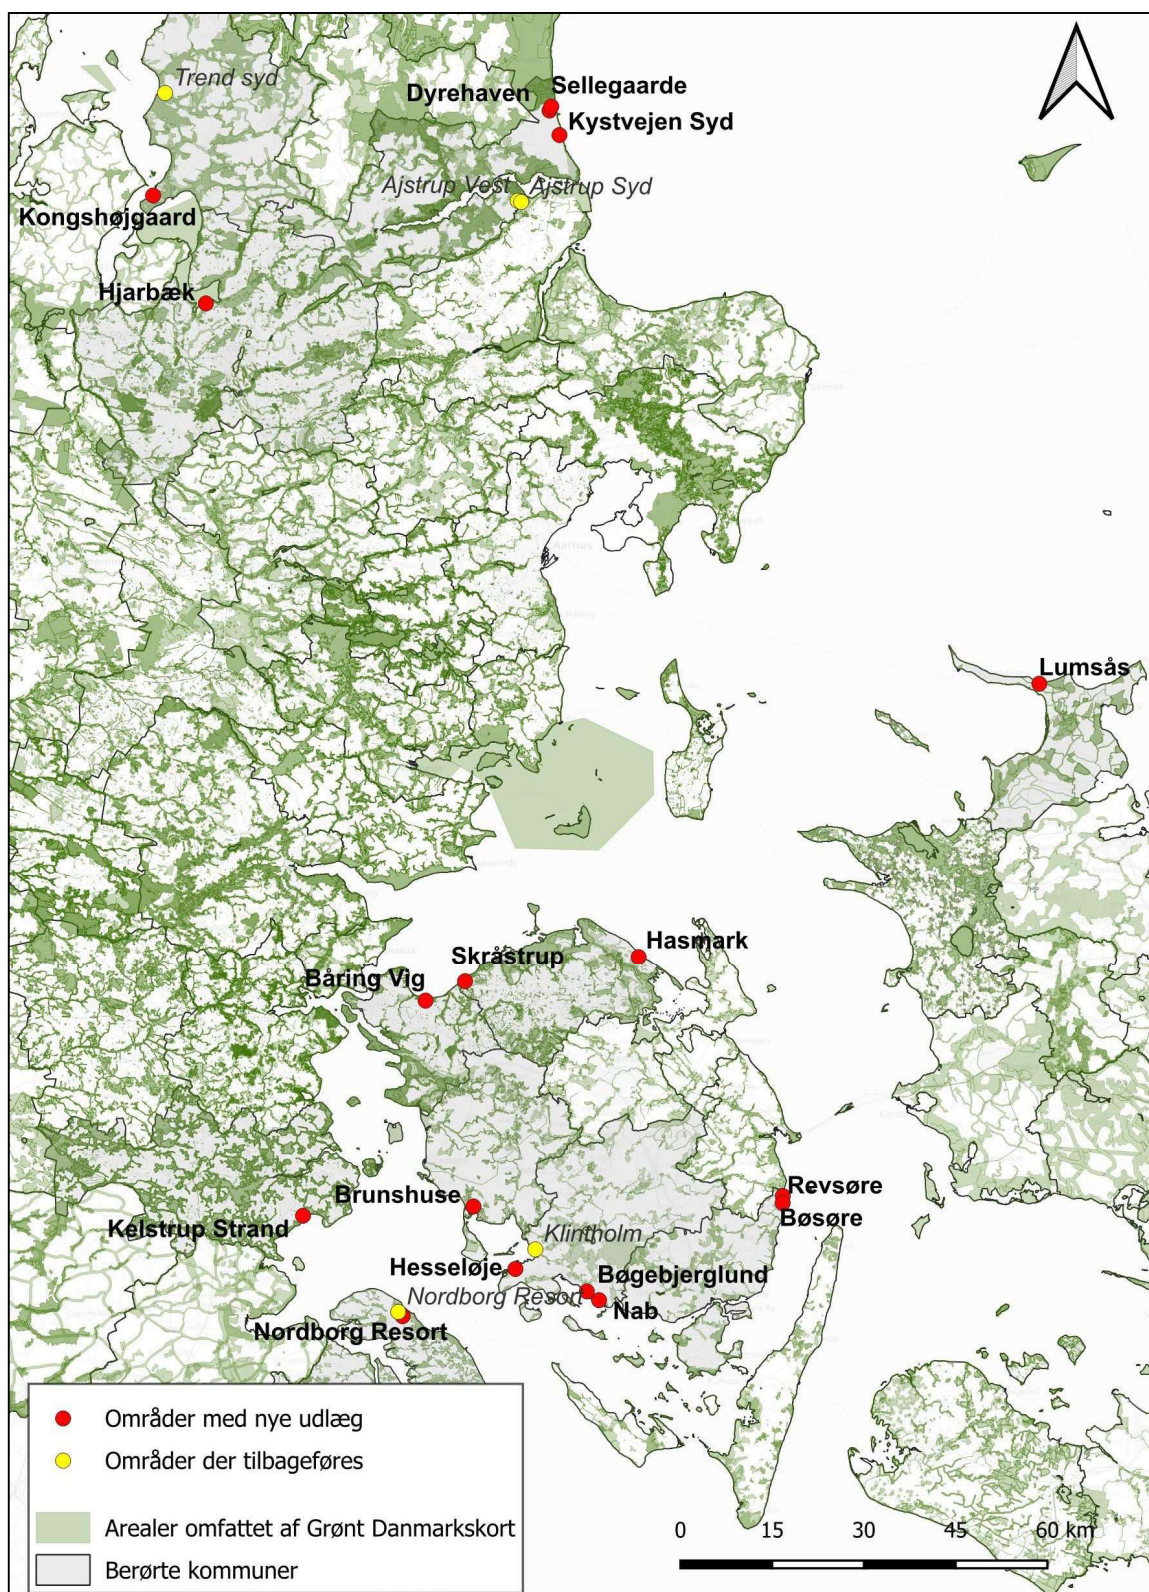 Trend syd
Dyrehaven
Sellegaarde
Kystvejen Syd
Ajstrup Vest
Ajstrup Syd
Kongshøjgaard
Hjarbæk
Aarhus
Lumsås
Hasmark
Skråstrup
Båring Vig
Revsøre
Brunshuse
Bøsøre
Kelstrup Strand
Klintholm
Hesseløje
Bøgebjerglund
Nordborg Resort
Nab
Nordborg Resort
Områder med nye udlæg
Områder der tilbageføres
Arealer omfattet af Grønt Danmarkskort
Berørte kommuner
0 15 30 45 60 km